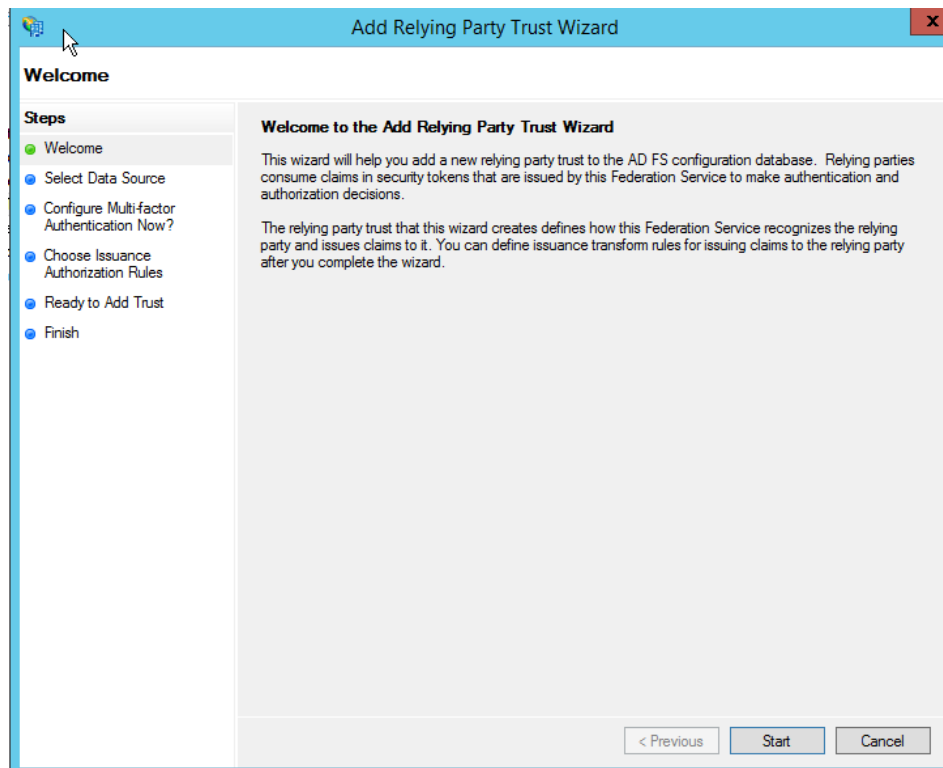 Add Relying Party Trust Wizard
x
Welcome
Steps
Welcome
Select Data Source
Configure Multi-factor
Authentication Now?
Choose Issuance
Authorization Rules
Ready to Add Trust
Finish
Welcome to the Add Relying Party Trust Wizard
This wizard will help you add a new relying party trust to the AD FS configuration database.  Relying parties
consume claims in security tokens that are issued by this Federation Service to make authentication and
authorization decisions.
The relying party trust that this wizard creates defines how this Federation Service recognizes the relying
party and issues claims to it. You can define issuance transform rules for issuing claims to the relying party
after you complete the wizard.
< Previous
Start
Cancel